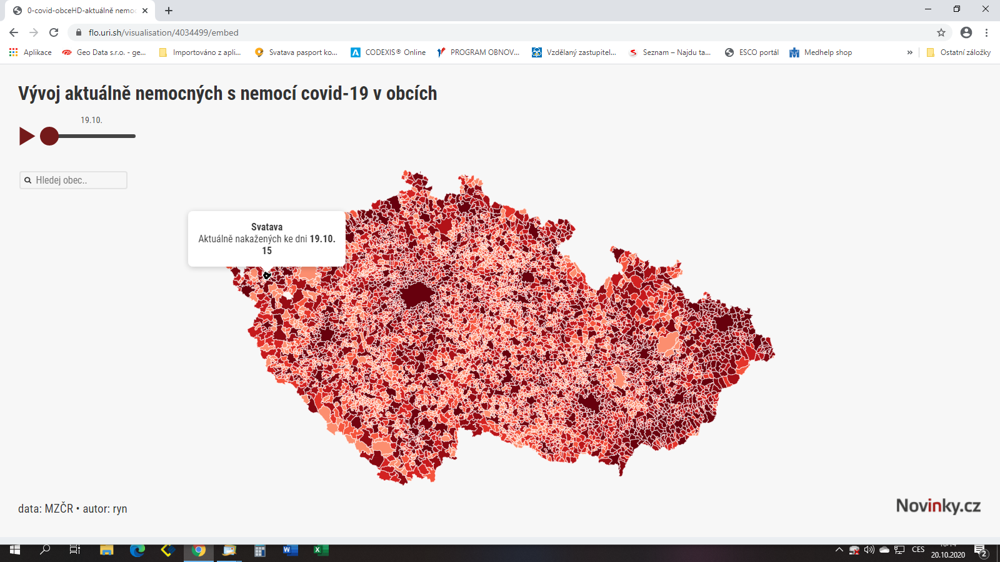 0-covid-obceHD-aktuálně nemoc
flo.uri.sh/visualisation/4034499/embed
Aplikace
Geo Data s.r.o. - ge...
Importováno z apli...
Svatava pasport ko...
CODEXIS® Online
PROGRAM OBNOV...
Vzdělaný zastupitel...
Seznam – Najdu ta...
ESCO portál
Medhelp shop
»
Ostatní záložky
Vývoj aktuálně nemocných s nemocí covid-19 v obcích
19.10.
Hledej obec..
Svatava
Aktuálně nakažených ke dni 19.10.
15
data: MZČR • autor: ryn
Novinky.cz
CES
20.10.2020
2